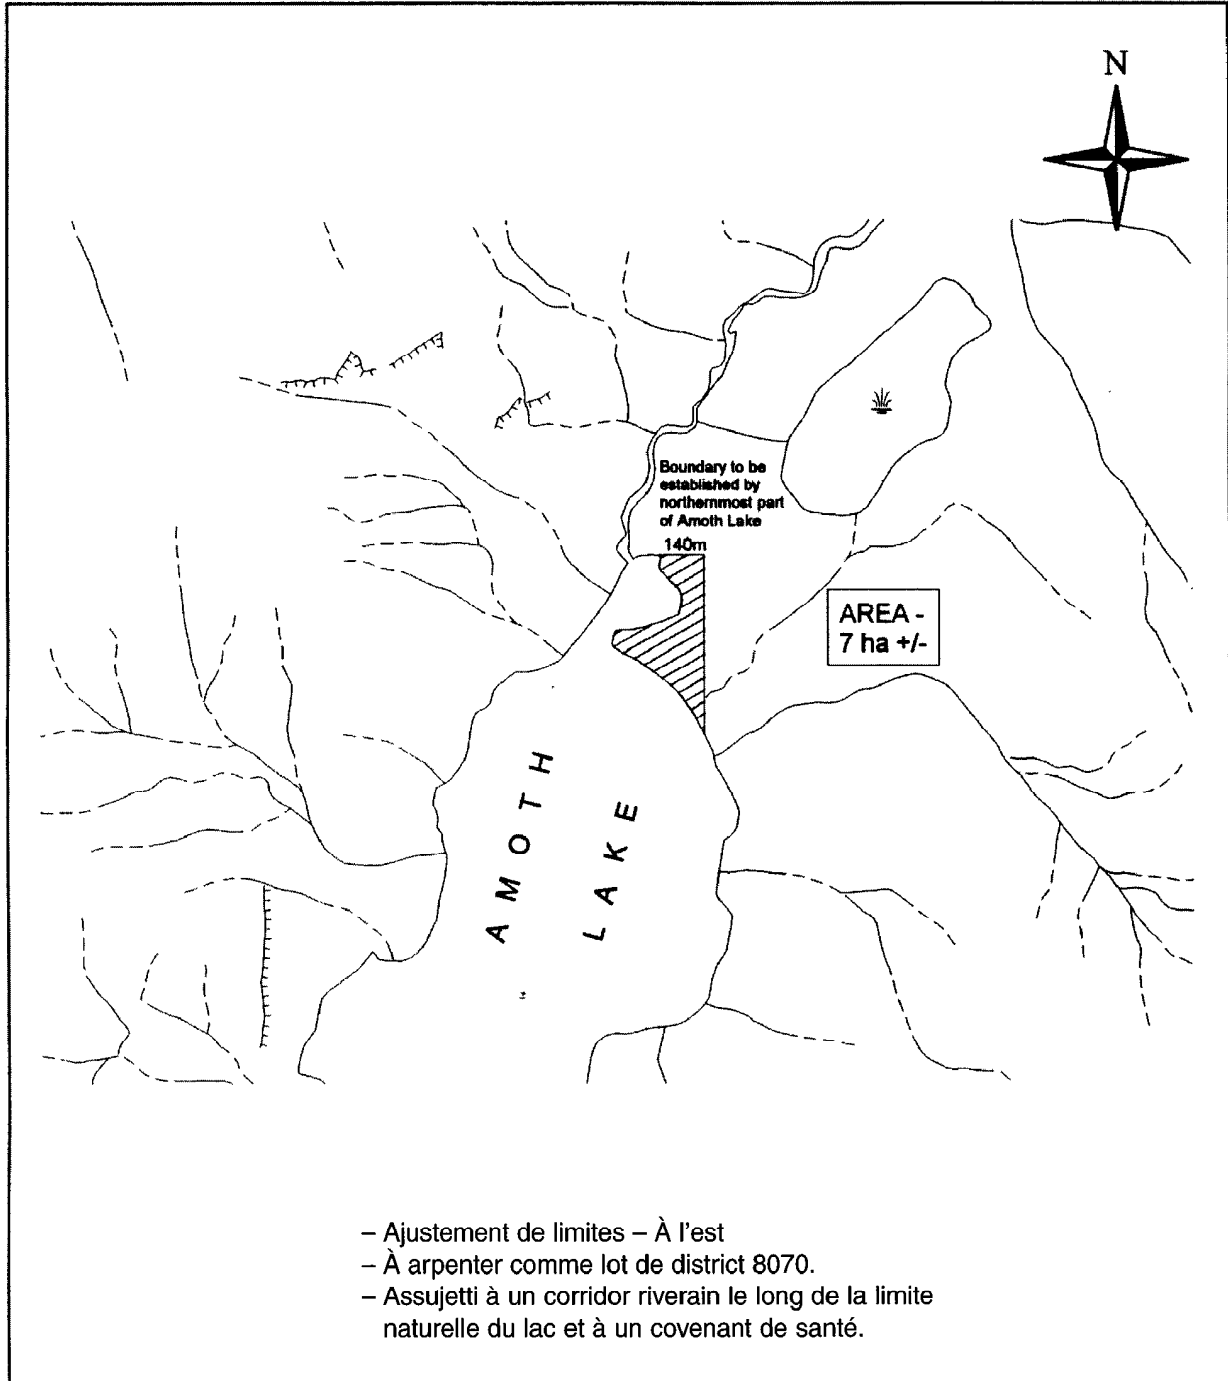 N
Boundary to be
established by
northernmost part
of Amoth Lake
140m
AREA -
7 ha +/-
AMOTH
LAKE
– Ajustement de limites – À l'est
– À arpenter comme lot de district 8070.
– Assujetti à un corridor riverain le long de la limite
naturelle du lac et à un covenant de santé.